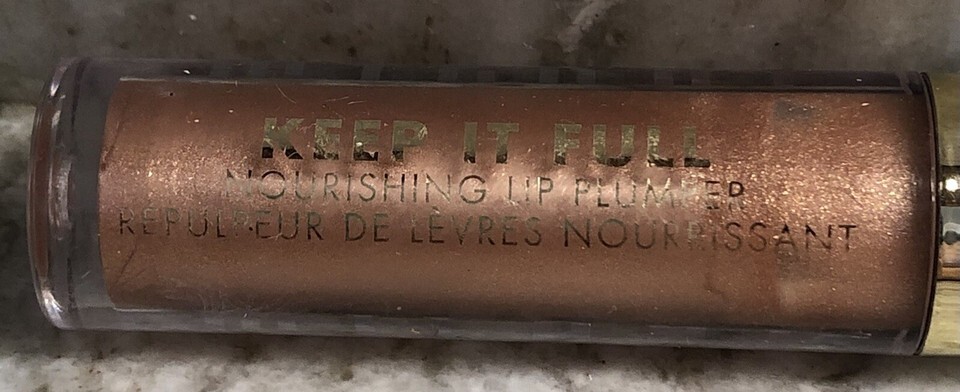 KEEP IT FULL
NOURISHING LIP PLUMPER
REPULPEUR DE LÈVRES NOURRISSANT